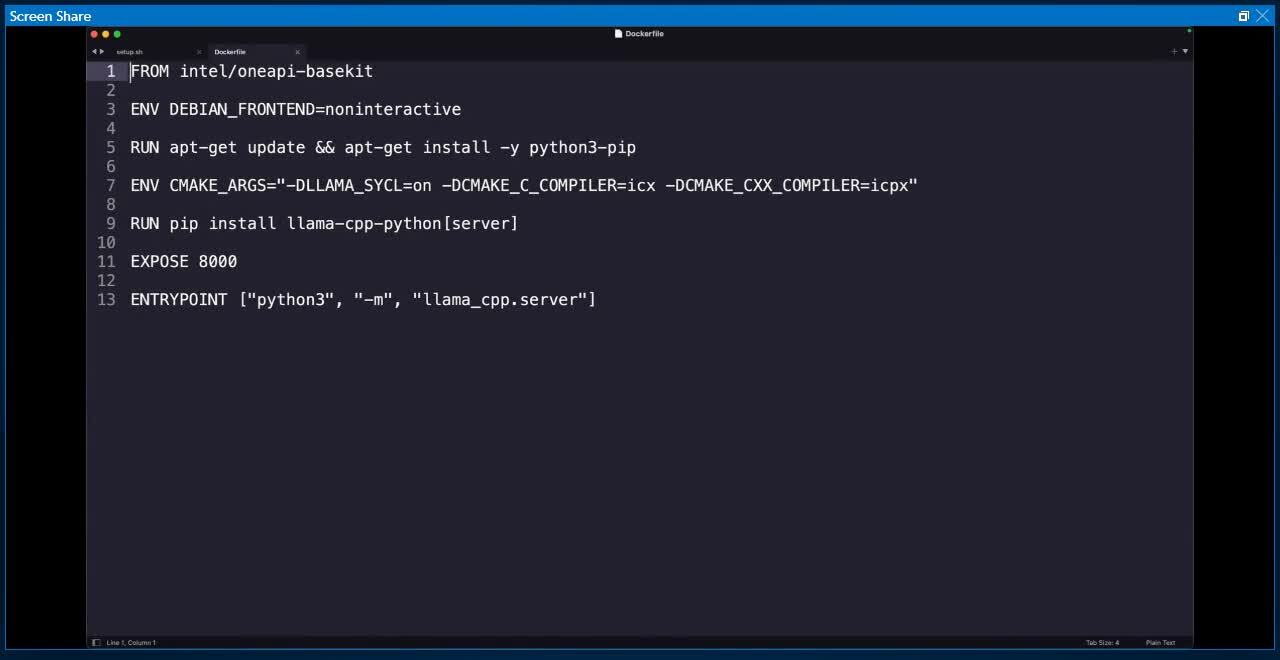 Screen Share
Dockerfile
setup.sh
Dockerfile
1 FROM intel/oneapi-basekit
2
3 ENV DEBIAN_FRONTEND=noninteractive
4
5 RUN apt-get update && apt-get install -y python3-pip
6
7 ENV CMAKE_ARGS="-DLLAMA_SYCL=on -DCMAKE_C_COMPILER=icx -DCMAKE_CXX_COMPILER=icpx"
8
9 RUN pip install llama-cpp-python[server]
10
11 EXPOSE 8000
12
13 ENTRYPOINT ["python3", "-m", "llama_cpp.server"]
Line 1, Column 1
Tab Size: 4
Plain Text